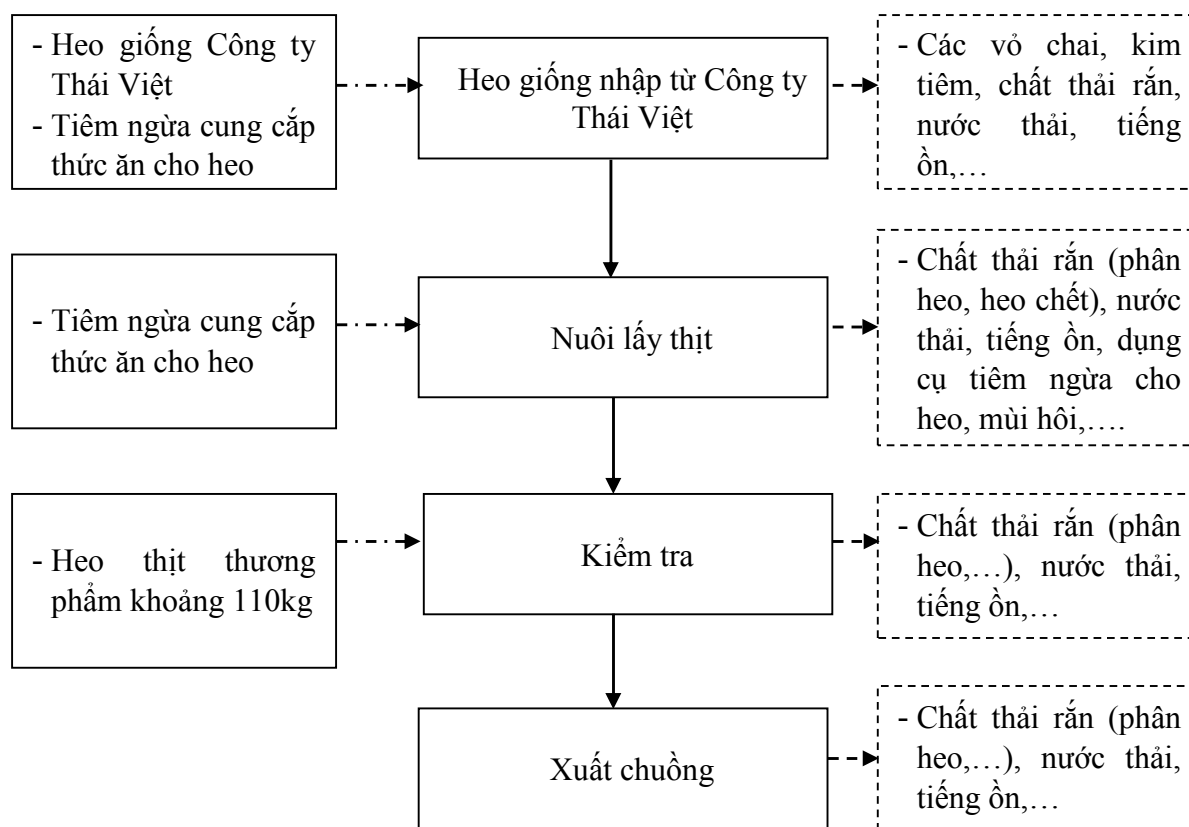 - Heo giống Công ty
Thái Việt
- Tiêm ngừa cung cấp
thức ăn cho heo
Heo giống nhập từ Công ty
Thái Việt
- Các vỏ chai, kim
tiêm, chất thải rắn,
nước thải, tiếng
ồn,…
- Tiêm ngừa cung cấp
thức ăn cho heo
Nuôi lấy thịt
- Chất thải rắn (phân
heo, heo chết), nước
thải, tiếng ồn, dụng
cụ tiêm ngừa cho
heo, mùi hôi,….
- Heo thịt thương
phẩm khoảng 110kg
Kiểm tra
- Chất thải rắn (phân
heo,…), nước thải,
tiếng ồn,…
Xuất chuồng
- Chất thải rắn (phân
heo,…), nước thải,
tiếng ồn,…